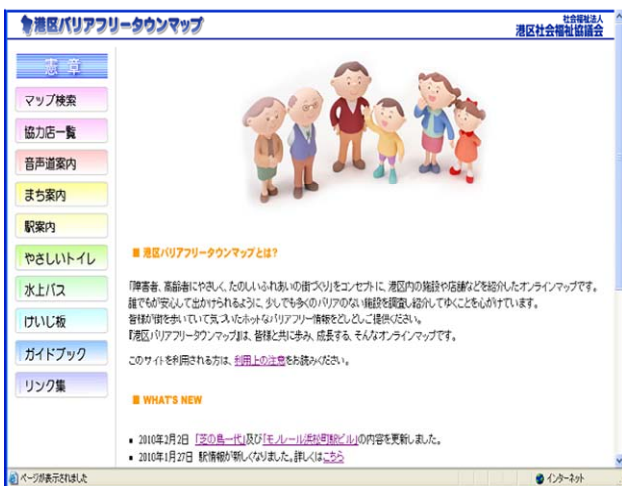 港区バリアフリータウンマップ
社会福祉法人
港区社会福祉協議会
憲章
マップ検索
協力店一覧
音声道案内
まち案内
駅案内
やさしいトイレ
水上バス
けいじ板
ガイドブック
リンク集
■ 港区バリアフリータウンマップとは?
「障害者、高齢者にやさしく、たのしいふれあいの街づくり」をコンセプトに、港区内の施設や店舗などを紹介したオンラインマップです。
誰でもが安心して出かけられるように、少しでも多くのバリアのない施設を調査し紹介してゆくことを心がけています。
皆様が街を歩いていて気づいたホットなバリアフリー情報をどしどしご提供ください。
『港区バリアフリータウンマップ』は、皆様と共に歩み、成長する、そんなオンラインマップです。
このサイトを利用される方は、利用上の注意をお読みください。
■ WHAT'S NEW
■ 2010年2月2日 「芝の鳥一代」及び「モノレール浜松町駅ビル」の内容を更新しました。
■ 2010年1月27日 駅情報が新しくなりました。詳しくはこちら
ページが表示されました
インターネット